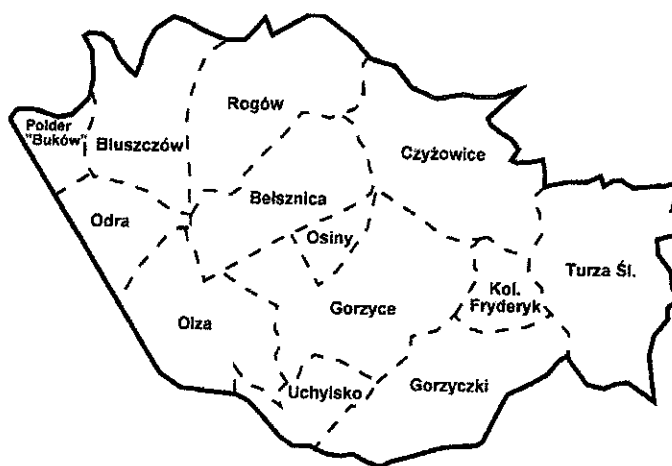 Rogów
Polder
"Buków"
Bluszczów
Czyżowice
Bełsznica
Odra
Osiny
Turza Śl.
Kol.
Fryderyk
Gorzyce
Olza
Uchylsko
Gorzyczki